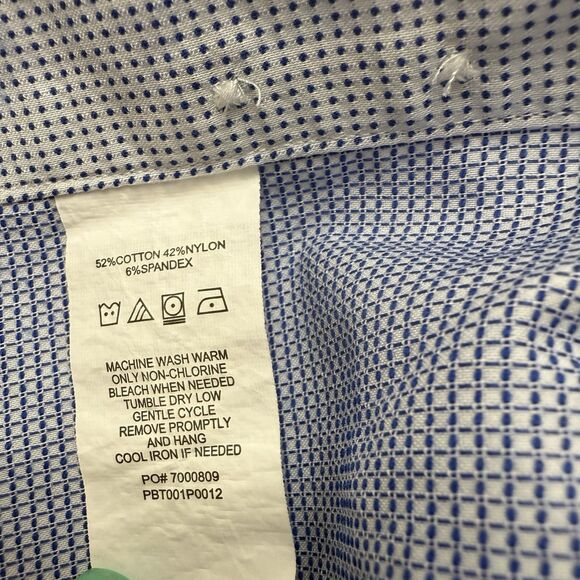 52%COTTON 42%NYLON
6%SPANDEX
MACHINE WASH WARM
ONLY NON-CHLORINE
BLEACH WHEN NEEDED
TUMBLE DRY LOW
GENTLE CYCLE
REMOVE PROMPTLY
AND HANG
COOL IRON IF NEEDED
PO# 7000809
PBT001P0012